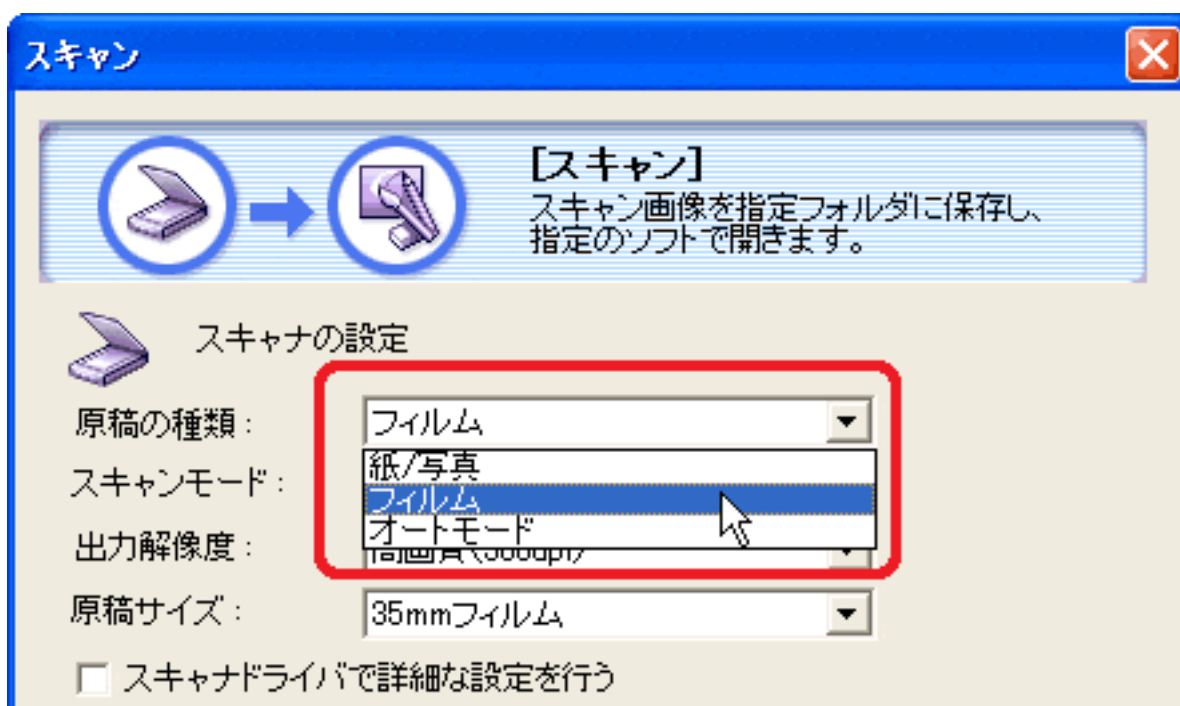 スキャン
[スキャン]
スキャン画像を指定フォルダに保存し、
指定のソフトで開きます。
スキャナの設定
原稿の種類：
フィルム
紙/写真
フィルム
オートモード
スキャンモード：
出力解像度：
原稿サイズ：
35mmフィルム
スキャナドライバで詳細な設定を行う